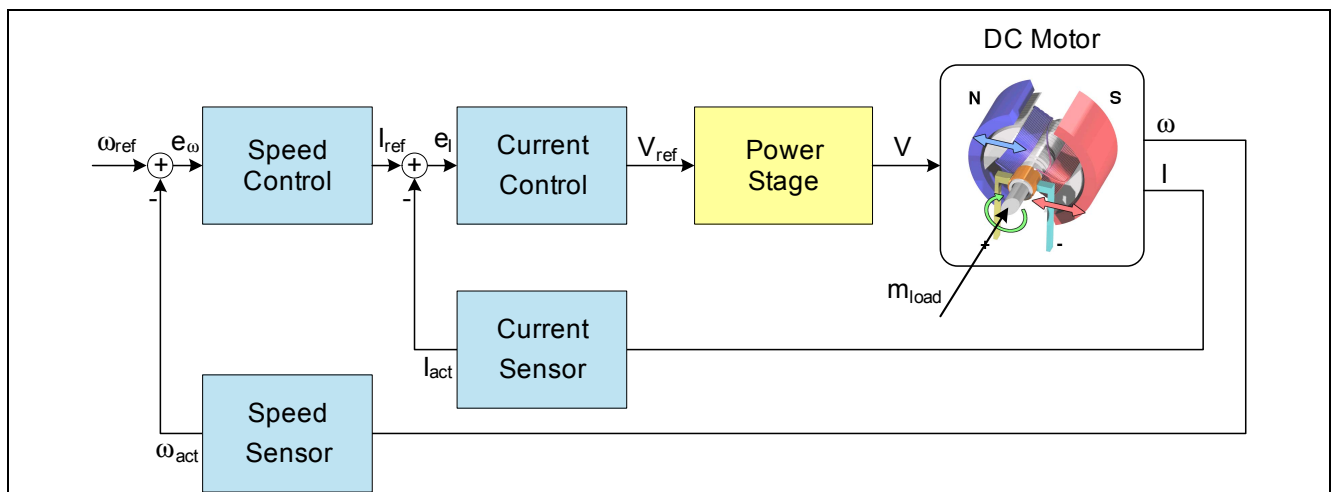 DC Motor
N
S
ω
I
ωref
eω
Speed
Control
Iref
eI
Current
Control
Vref
Power
Stage
V
+
+
-
-
+
-
mload
Current
Sensor
Iact
Speed
Sensor
ωact